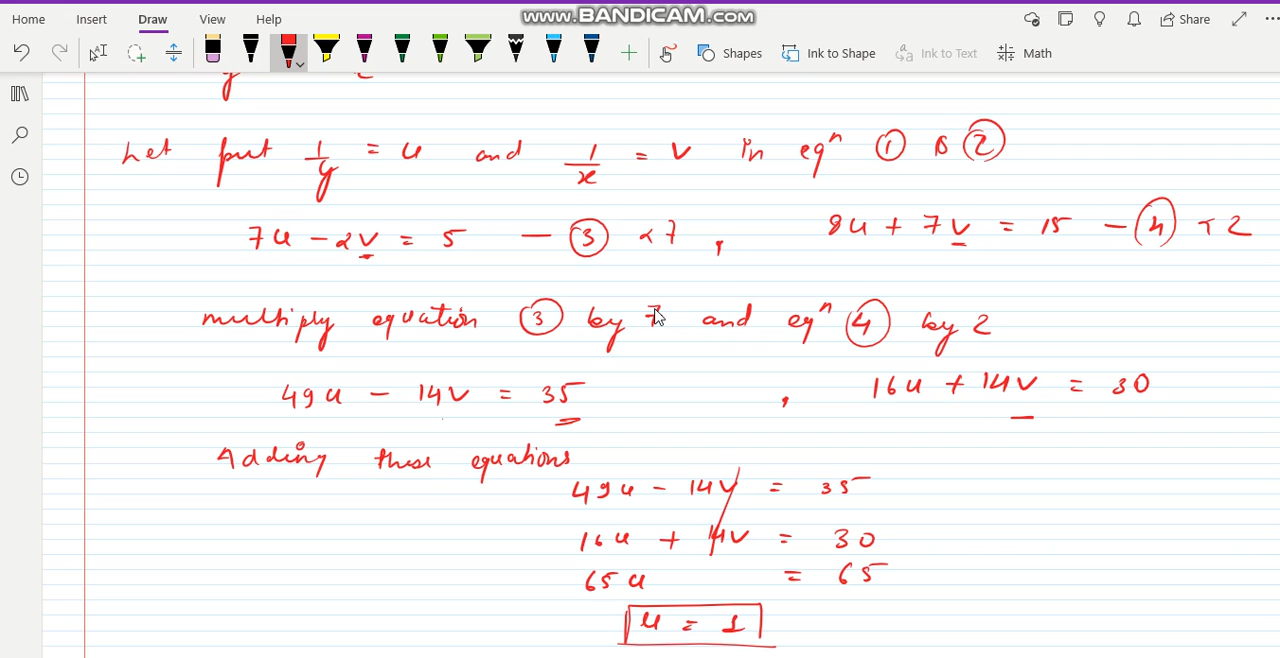 www.BANDICAM.com
Home Insert Draw View Help Share
Shapes Ink to Shape Ink to Text Math
y x
Let put 1/y = u and 1/x = v in eqⁿ ① & ②
7u - 2v = 5 — ③ × 7 , 8u + 7v = 15 — ④ × 2
multiply equation ③ by 7 and eqⁿ ④ by 2
49u - 14v = 35 , 16u + 14v = 30
Adding these equations
49u - 14v = 35
16u + 14v = 30
65u = 65
u = 1